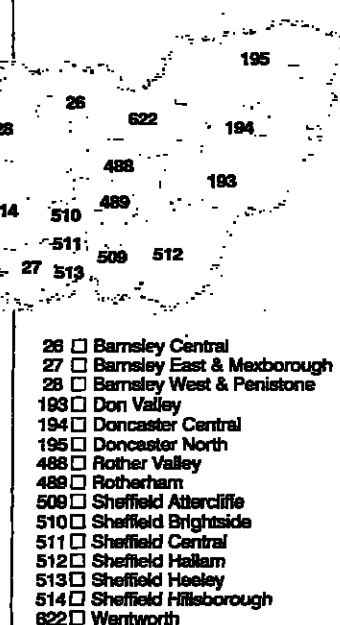 195
26
622
28
194
488
193
489
14
510
511
509
512
27
513
26 □ Barnsley Central
27 □ Barnsley East & Mexborough
28 □ Barnsley West & Penistone
193 □ Don Valley
194 □ Doncaster Central
195 □ Doncaster North
488 □ Rother Valley
489 □ Rotherham
509 □ Sheffield Attercliffe
510 □ Sheffield Brightside
511 □ Sheffield Central
512 □ Sheffield Hallam
513 □ Sheffield Heeley
514 □ Sheffield Hillsborough
622 □ Wentworth